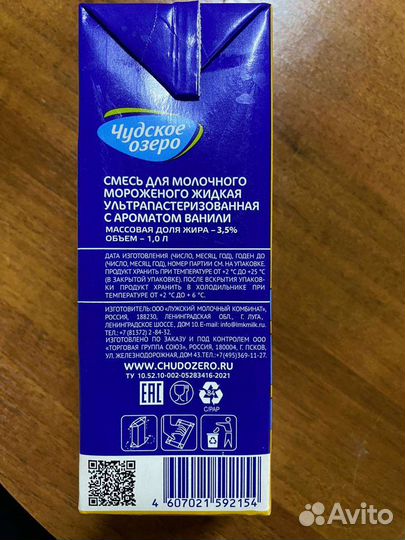 Чудское
озеро
СМЕСЬ ДЛЯ МОЛОЧНОГО
МОРОЖЕНОГО ЖИДКАЯ
УЛЬТРАПАСТЕРИЗОВАННАЯ
С АРОМАТОМ ВАНИЛИ
МАССОВАЯ ДОЛЯ ЖИРА – 3,5%
ОБЪЕМ – 1,0 Л
ДАТА ИЗГОТОВЛЕНИЯ (ЧИСЛО, МЕСЯЦ, ГОД), ГОДЕН ДО
(ЧИСЛО, МЕСЯЦ, ГОД), НОМЕР ПАРТИИ СМ. НА УПАКОВКЕ.
ПРОДУКТ ХРАНИТЬ ПРИ ТЕМПЕРАТУРЕ ОТ +2 °С ДО +25 °С
(В ЗАКРЫТОЙ УПАКОВКЕ). ПОСЛЕ ВСКРЫТИЯ УПАКОВ-
КИ ПРОДУКТ ХРАНИТЬ В ХОЛОДИЛЬНИКЕ ПРИ
ТЕМПЕРАТУРЕ ОТ +2 °С ДО + 6 °С.
ИЗГОТОВИТЕЛЬ: ООО «ЛУЖСКИЙ МОЛОЧНЫЙ КОМБИНАТ»,
РОССИЯ, 188230, ЛЕНИНГРАДСКАЯ ОБЛ., Г. ЛУГА,
ЛЕНИНГРАДСКОЕ ШОССЕ, ДОМ 10. E-mail: info@lmkmilk.ru,
ТЕЛ.: +7 (81372) 2-84-32.
ИЗГОТОВЛЕНО ПО ЗАКАЗУ И ПОД КОНТРОЛЕМ ООО
«ТОРГОВАЯ ГРУППА СОЮЗ», РОССИЯ, 180004, Г. ПСКОВ,
УЛ. ЖЕЛЕЗНОДОРОЖНАЯ, ДОМ 43. ТЕЛ.: +7(495)369-11-27.
WWW.CHUDOZERO.RU
ТУ 10.52.10-002-05283416-2021
EAC
84
C/PAP
4 607021 592154
Avito